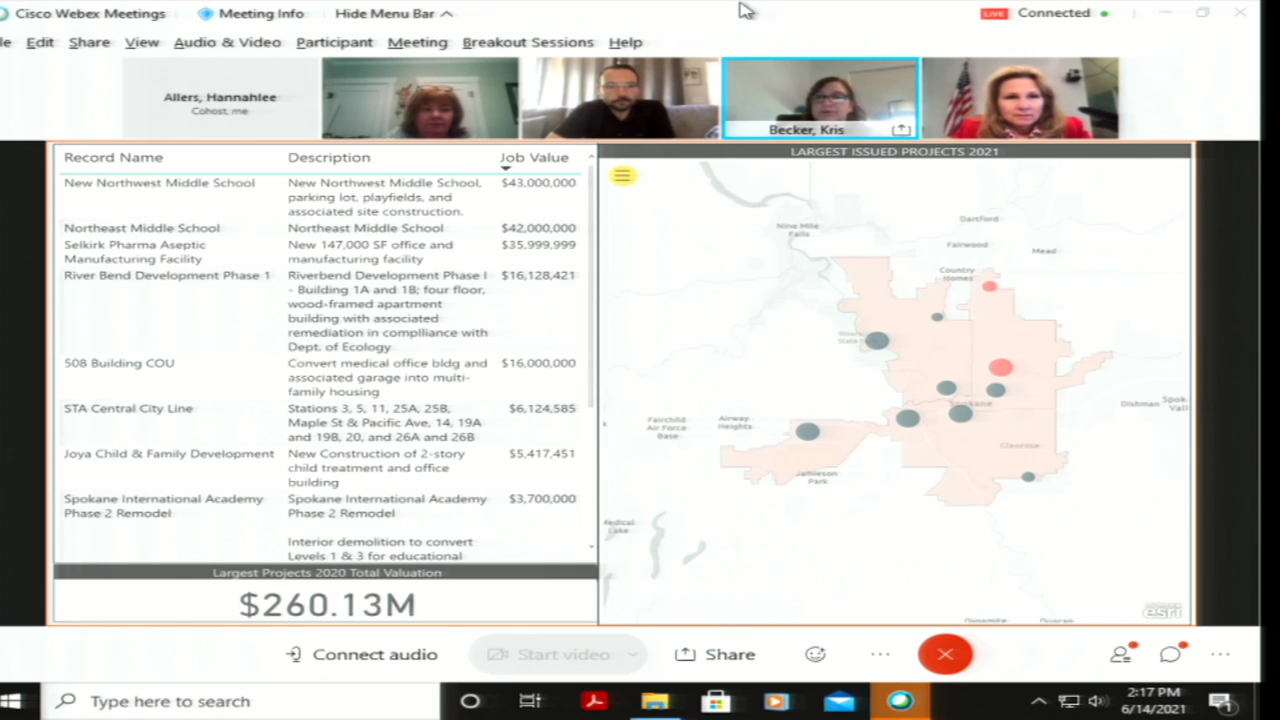 Cisco Webex Meetings
Meeting Info
Hide Menu Bar
LIVE
Connected
le Edit Share View Audio & Video Participant Meeting Breakout Sessions Help
Allers, Hannahlee
Cohost, me
Becker, Kris
Record Name Description Job Value
New Northwest Middle School New Northwest Middle School, $43,000,000
parking lot, playfields, and
associated site construction.
Northeast Middle School Northeast Middle School $42,000,000
Selkirk Pharma Aseptic New 147,000 SF office and $35,999,999
Manufacturing Facility manufacturing facility
River Bend Development Phase 1 Riverbend Development Phase I $16,128,421
- Building 1A and 1B; four floor,
wood-framed apartment
building with associated
remediation in complliance with
Dept. of Ecology
508 Building COU Convert medical office bldg and $16,000,000
associated garage into multi-
family housing
STA Central City Line Stations 3, 5, 11, 25A, 25B, $6,124,585
Maple St & Pacific Ave, 14, 19A
and 19B, 20, and 26A and 26B
Joya Child & Family Development New Construction of 2-story $5,417,451
child treatment and office
building
Spokane International Academy Spokane International Academy $3,700,000
Phase 2 Remodel Phase 2 Remodel
Interior demolition to convert
Levels 1 & 3 for educational
Largest Projects 2020 Total Valuation
$260.13M
LARGEST ISSUED PROJECTS 2021
Nine Mile
Falls
Dartford
Fairwood
Mead
Country
Homes
Spokane
Dishman
Spok
Vall
Fairchild
Air Force
Base
Airway
Heights
Glenrose
Jamieson
Park
Medical
Lake
esri
Connect audio
Start video
Share
Type here to search
2:17 PM
6/14/2021
1